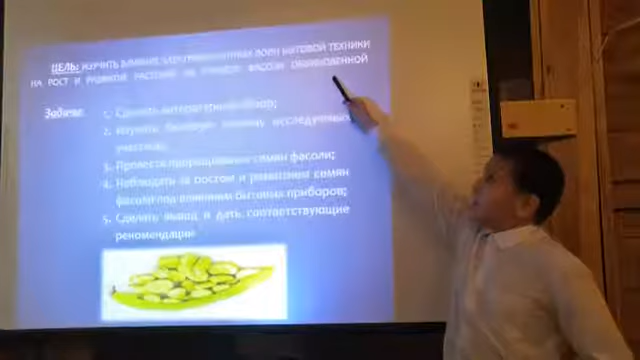 ЦЕЛЬ: ИЗУЧИТЬ ВЛИЯНИЕ ЭЛЕКТРОМАГНИТНЫХ ВОЛН БЫТОВОЙ ТЕХНИКИ
НА РОСТ И РАЗВИТИЕ РАСТЕНИЙ НА ПРИМЕРЕ ФАСОЛИ ОБЫКНОВЕННОЙ
Задачи: 1. Сделать литературный обзор;
2. Изучить бытовую технику исследуемых
участков;
3. Провести проращивание семян фасоли;
4. Наблюдать за ростом и развитием семян
фасоли под влиянием бытовых приборов;
5. Сделать вывод и дать соответствующие
рекомендации